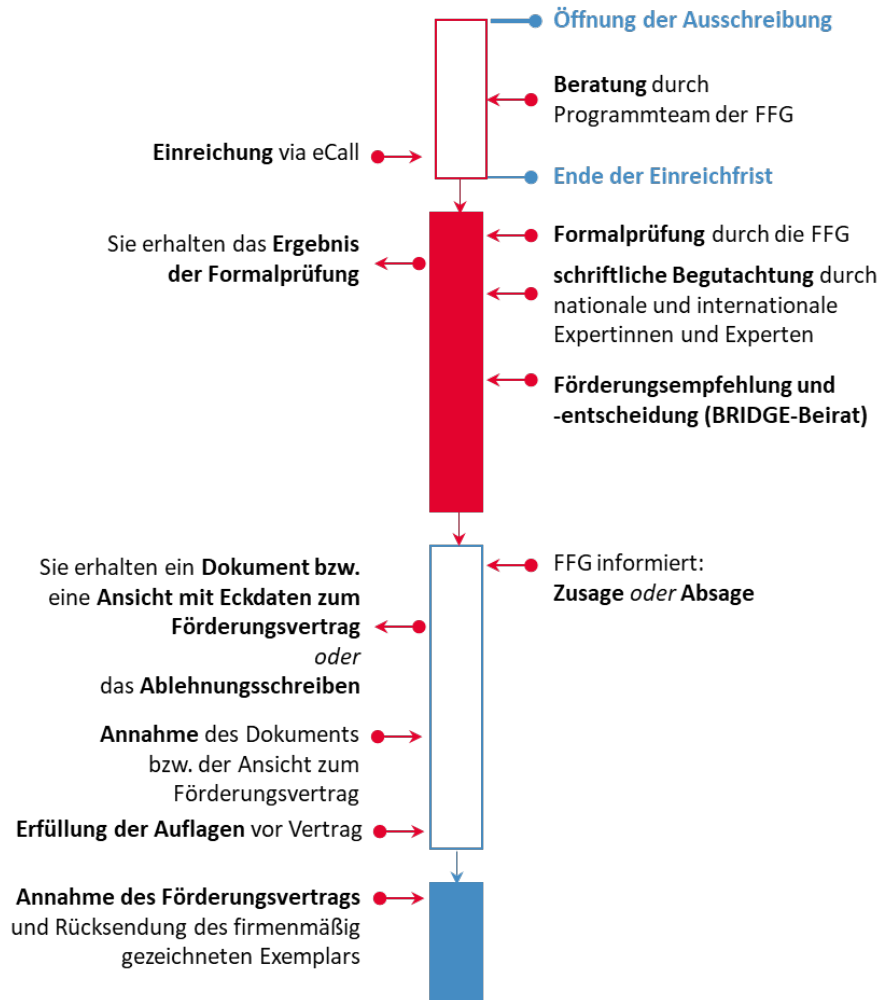 Öffnung der Ausschreibung
Beratung durch
Programmteam der FFG
Einreichung via eCall
Ende der Einreichfrist
Formalprüfung durch die FFG
Sie erhalten das Ergebnis
der Formalprüfung
schriftliche Begutachtung durch
nationale und internationale
Expertinnen und Experten
Förderungsempfehlung und
-entscheidung (BRIDGE-Beirat)
FFG informiert:
Zusage oder Absage
Sie erhalten ein Dokument bzw.
eine Ansicht mit Eckdaten zum
Förderungsvertrag
oder
das Ablehnungsschreiben
Annahme des Dokuments
bzw. der Ansicht zum
Förderungsvertrag
Erfüllung der Auflagen vor Vertrag
Annahme des Förderungsvertrags
und Rücksendung des firmenmäßig
gezeichneten Exemplars